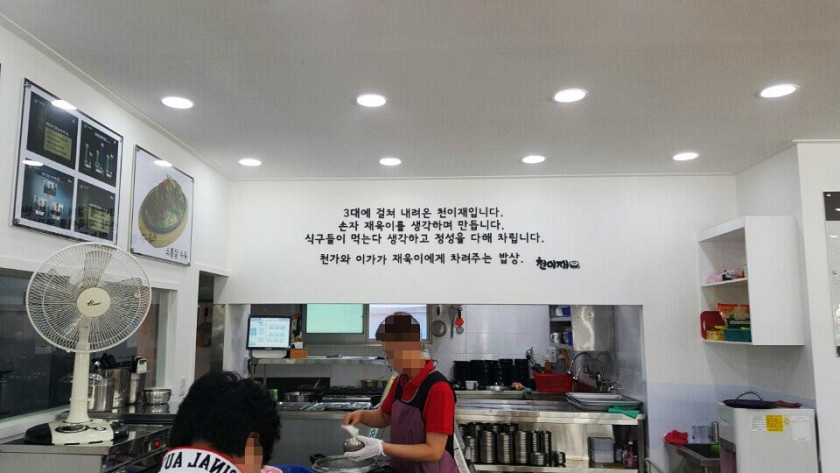 3대에 걸쳐 내려온 천이재입니다.
손자 재육이를 생각하며 만듭니다.
식구들이 먹는다 생각하고 정성을 다해 차립니다.
천가와 이가가 재육이에게 차려주는 밥상.
천이재